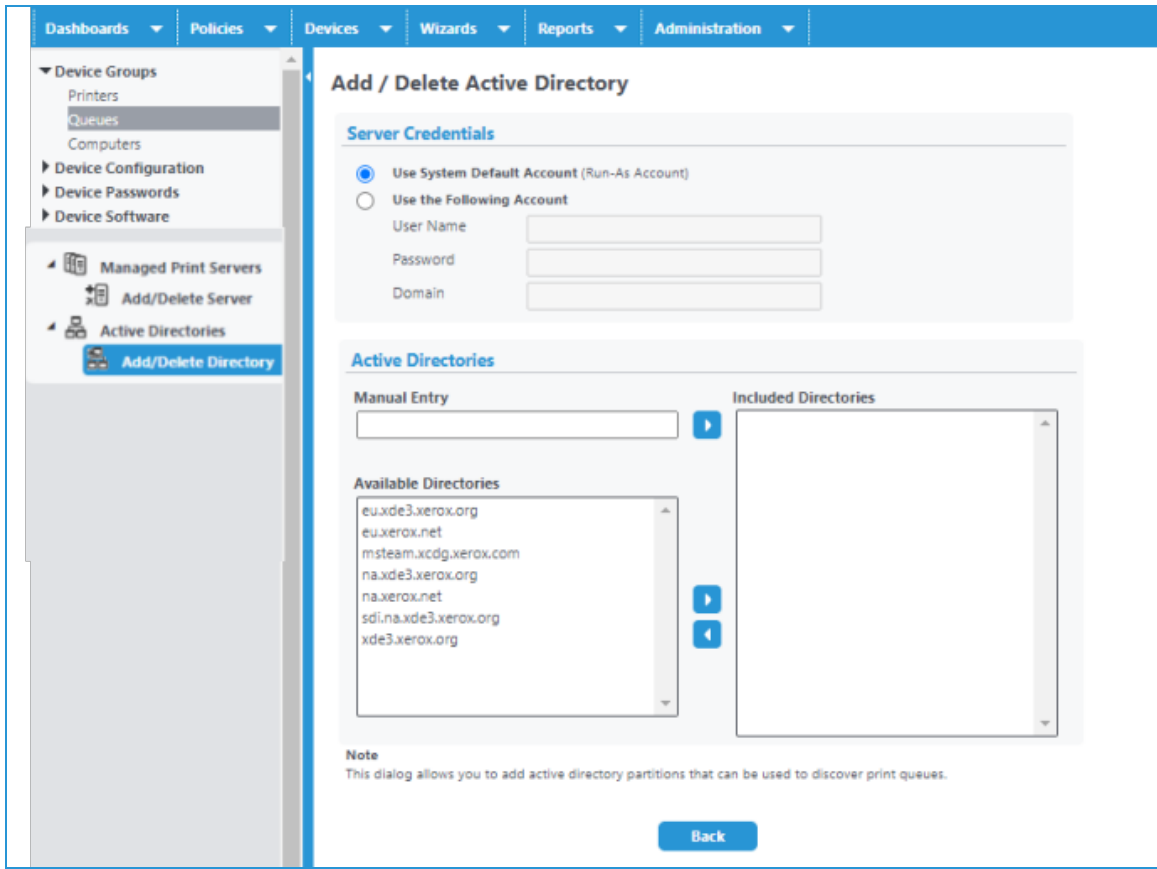 Dashboards Policies Devices Wizards Reports Administration
Device Groups
Printers
Queues
Computers
Device Configuration
Device Passwords
Device Software
Managed Print Servers
Add/Delete Server
Active Directories
Add/Delete Directory
Add / Delete Active Directory
Server Credentials
Use System Default Account (Run-As Account)
Use the Following Account
User Name
Password
Domain
Active Directories
Manual Entry
Available Directories
eu.xde3.xerox.org
eu.xerox.net
msteam.xcdg.xerox.com
na.xde3.xerox.org
na.xerox.net
sdi.na.xde3.xerox.org
xde3.xerox.org
Included Directories
Note
This dialog allows you to add active directory partitions that can be used to discover print queues.
Back